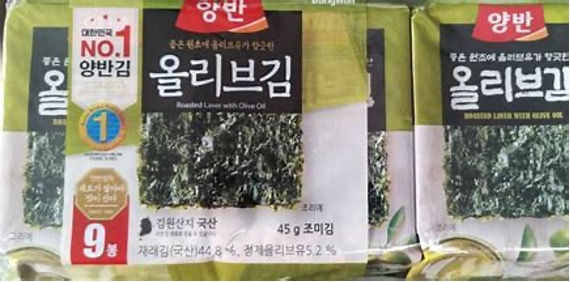 대한민국
NO.1
양반김
1
9봉
양반
좋은 원초에 올리브유가 향긋한
올리브김
Roasted Laver with Olive Oil
조리예
김원산지 국산
45 g 조미김
재래김(국산)44.8 %, 정제올리브유5.2 %
양반
좋은 원초에 올리브유가 향긋한
올리브김
ROASTED LAVER WITH OLIVE OIL